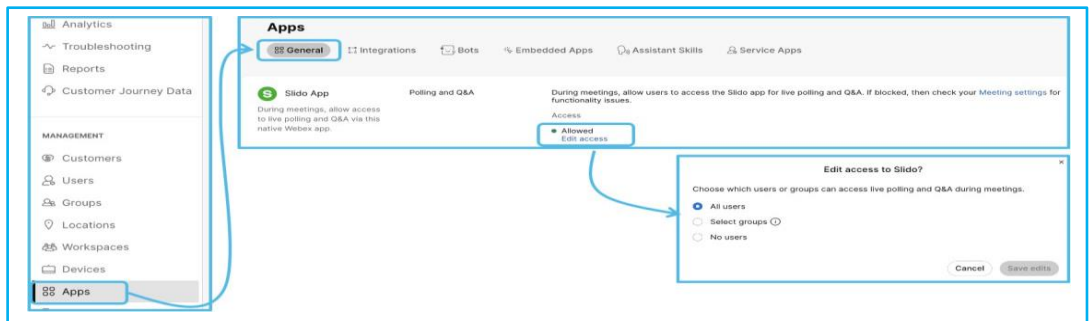 Analytics
Troubleshooting
Reports
Customer Journey Data
MANAGEMENT
Customers
Users
Groups
Locations
Workspaces
Devices
Apps
Apps
General
Integrations
Bots
Embedded Apps
Assistant Skills
Service Apps
S
Slido App
During meetings, allow access
to live polling and Q&A via this
native Webex app.
Polling and Q&A
During meetings, allow users to access the Slido app for live polling and Q&A. If blocked, then check your Meeting settings for
functionality issues.
Access
Allowed
Edit access
Edit access to Slido?
Choose which users or groups can access live polling and Q&A during meetings.
All users
Select groups
No users
Cancel
Save edits